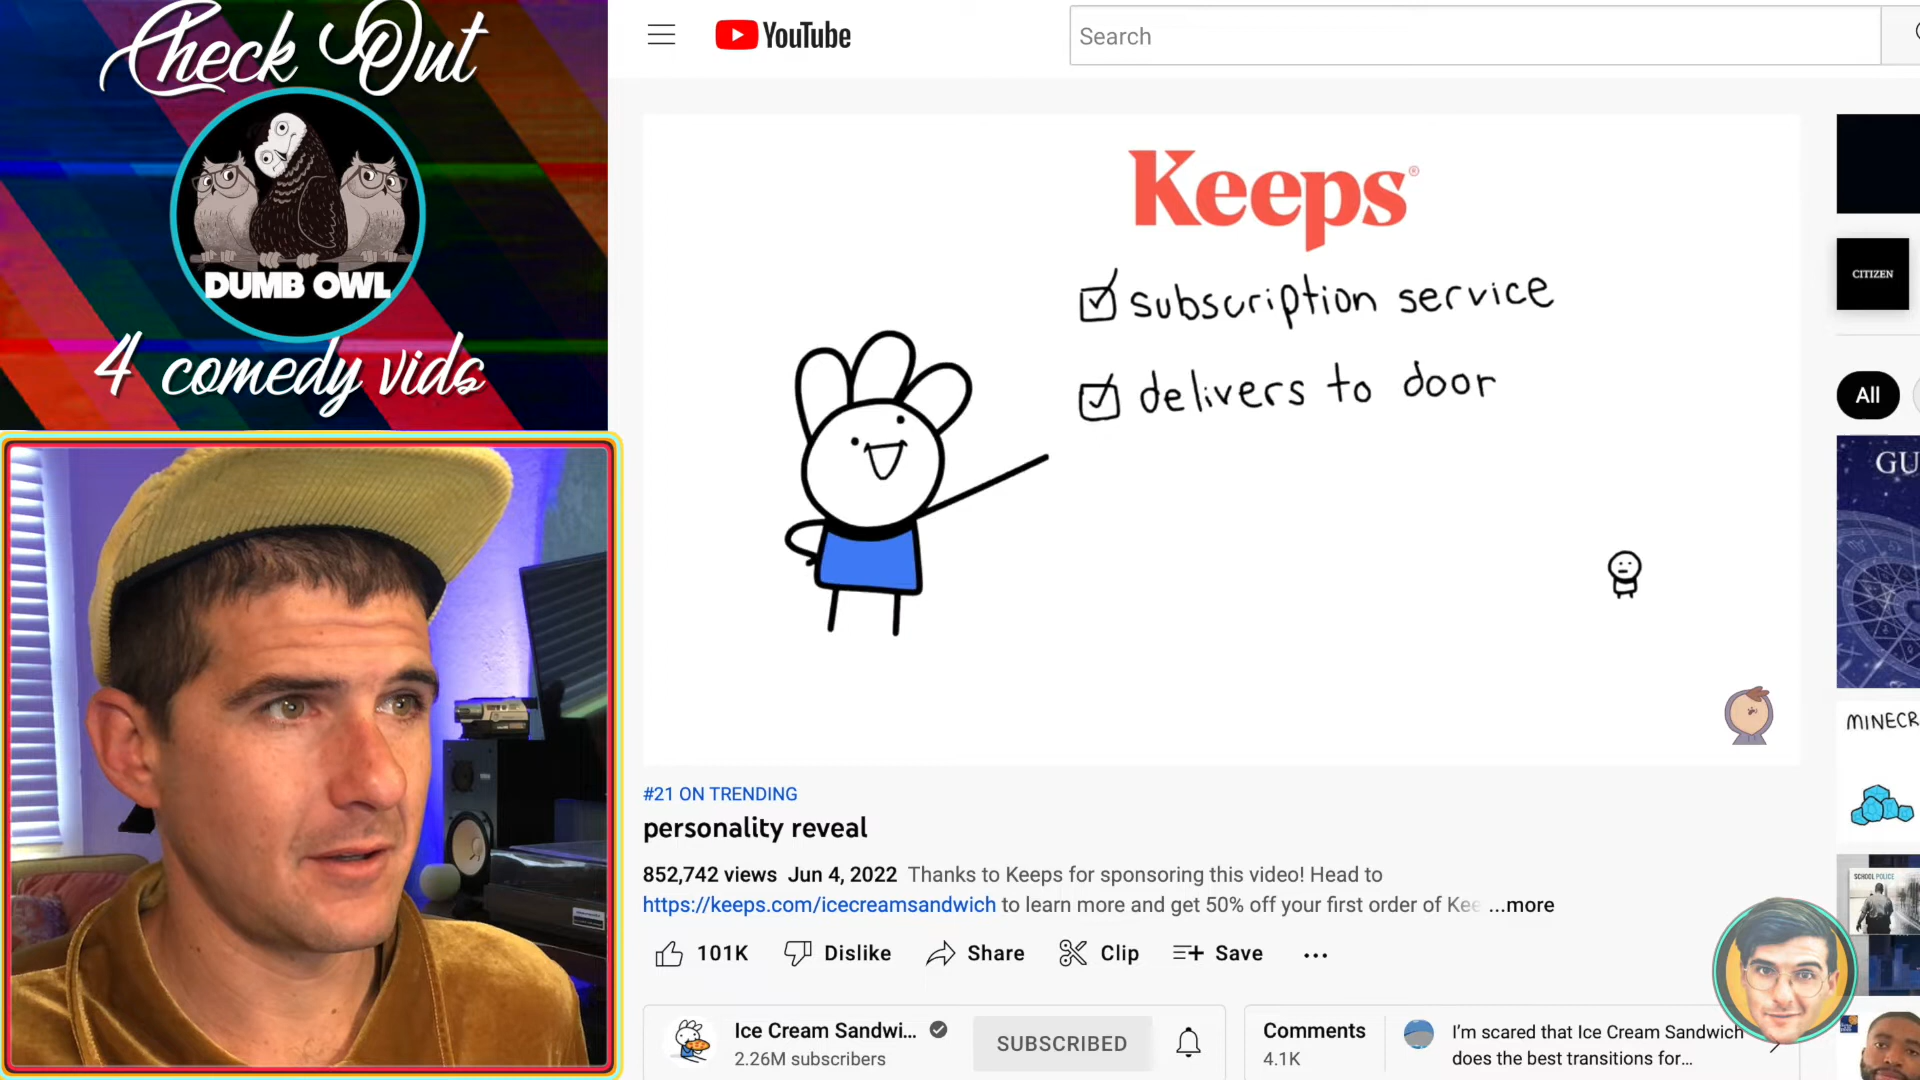 Check Out
DUMB OWL
4 comedy vids
YouTube
Search
Keeps®
subscription service
delivers to door
CITIZEN
All
GU
MINECR
SCHOOL POLICE
#21 ON TRENDING
personality reveal
852,742 views Jun 4, 2022 Thanks to Keeps for sponsoring this video! Head to
https://keeps.com/icecreamsandwich to learn more and get 50% off your first order of Kee ...more
101K Dislike Share Clip Save
Ice Cream Sandwi...
2.26M subscribers
SUBSCRIBED
Comments
4.1K
I'm scared that Ice Cream Sandwich
does the best transitions for...